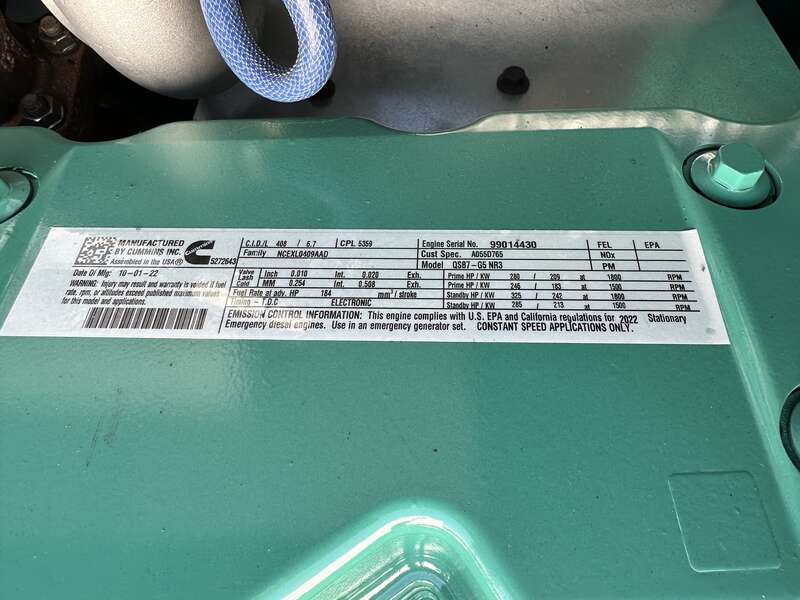 MANUFACTURED
BY CUMMINS INC.
Assembled in the USA®
Cummins
5272643
Date Of Mfg: 10-01-22
WARNING: Injury may result and warranty is voided if fuel
rate, rpm, or altitudes exceed published maximum values
for this model and applications.
C.I.D./L 408 / 6.7 CPL 5359
Family NCEXL0409AAD
Valve Lash Cold Inch 0.010 Int. 0.020 Exh.
MM 0.254 Int. 0.508 Exh.
Fuel Rate at adv. HP 184 mm³/ stroke
Timing - T.D.C ELECTRONIC
Engine Serial No. 99014430
Cust Spec. A055D765
Model QSB7-G5 NR3
Prime HP / KW 280 / 209 at 1800 RPM
Prime HP / KW 246 / 183 at 1500 RPM
Standby HP / KW 325 / 242 at 1800 RPM
Standby HP / KW 285 / 213 at 1500 RPM
FEL EPA
NOx
PM
EMISSION CONTROL INFORMATION: This engine complies with U.S. EPA and California regulations for 2022 Stationary
Emergency diesel engines. Use in an emergency generator set. CONSTANT SPEED APPLICATIONS ONLY.